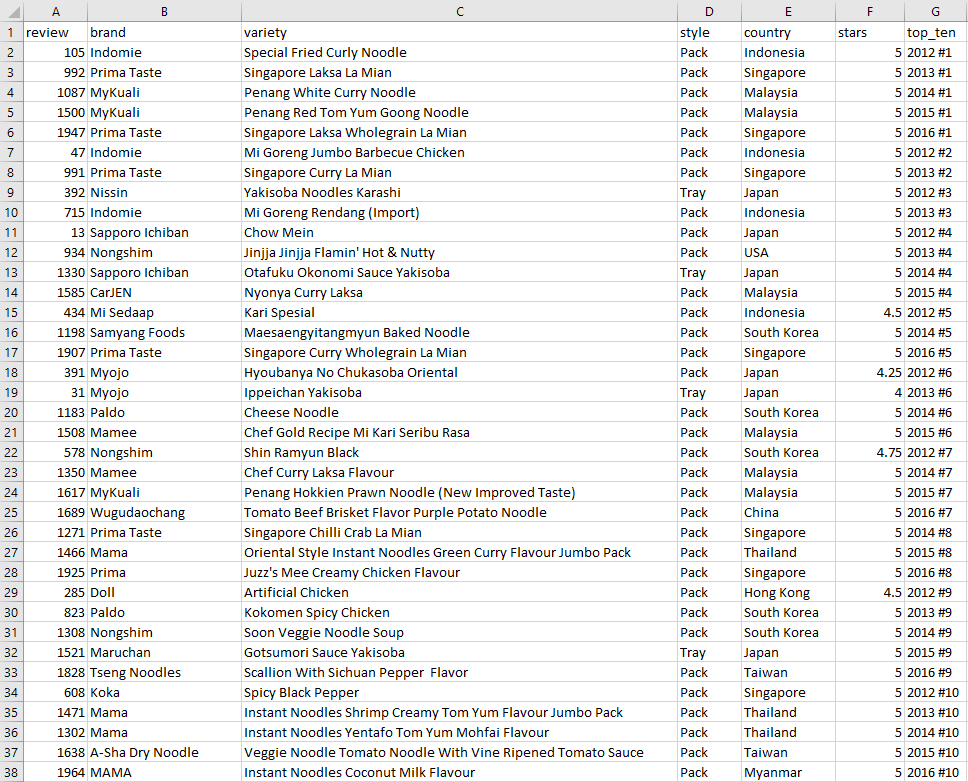 A B C D E F G
1 review brand variety style country stars top_ten
2 105 Indomie Special Fried Curly Noodle Pack Indonesia 5 2012 #1
3 992 Prima Taste Singapore Laksa La Mian Pack Singapore 5 2013 #1
4 1087 MyKuali Penang White Curry Noodle Pack Malaysia 5 2014 #1
5 1500 MyKuali Penang Red Tom Yum Goong Noodle Pack Malaysia 5 2015 #1
6 1947 Prima Taste Singapore Laksa Wholegrain La Mian Pack Singapore 5 2016 #1
7 47 Indomie Mi Goreng Jumbo Barbecue Chicken Pack Indonesia 5 2012 #2
8 991 Prima Taste Singapore Curry La Mian Pack Singapore 5 2013 #2
9 392 Nissin Yakisoba Noodles Karashi Tray Japan 5 2012 #3
10 715 Indomie Mi Goreng Rendang (Import) Pack Indonesia 5 2013 #3
11 13 Sapporo Ichiban Chow Mein Pack Japan 5 2012 #4
12 934 Nongshim Jinjja Jinjja Flamin' Hot & Nutty Pack USA 5 2013 #4
13 1330 Sapporo Ichiban Otafuku Okonomi Sauce Yakisoba Tray Japan 5 2014 #4
14 1585 CarJEN Nyonya Curry Laksa Pack Malaysia 5 2015 #4
15 434 Mi Sedaap Kari Spesial Pack Indonesia 4.5 2012 #5
16 1198 Samyang Foods Maesaengyitangmyun Baked Noodle Pack South Korea 5 2014 #5
17 1907 Prima Taste Singapore Curry Wholegrain La Mian Pack Singapore 5 2016 #5
18 391 Myojo Hyoubanya No Chukasoba Oriental Pack Japan 4.25 2012 #6
19 31 Myojo Ippeichan Yakisoba Tray Japan 4 2013 #6
20 1183 Paldo Cheese Noodle Pack South Korea 5 2014 #6
21 1508 Mamee Chef Gold Recipe Mi Kari Seribu Rasa Pack Malaysia 5 2015 #6
22 578 Nongshim Shin Ramyun Black Pack South Korea 4.75 2012 #7
23 1350 Mamee Chef Curry Laksa Flavour Pack Malaysia 5 2014 #7
24 1617 MyKuali Penang Hokkien Prawn Noodle (New Improved Taste) Pack Malaysia 5 2015 #7
25 1689 Wugudaochang Tomato Beef Brisket Flavor Purple Potato Noodle Pack China 5 2016 #7
26 1271 Prima Taste Singapore Chilli Crab La Mian Pack Singapore 5 2014 #8
27 1466 Mama Oriental Style Instant Noodles Green Curry Flavour Jumbo Pack Pack Thailand 5 2015 #8
28 1925 Prima Juzz's Mee Creamy Chicken Flavour Pack Singapore 5 2016 #8
29 285 Doll Artificial Chicken Pack Hong Kong 4.5 2012 #9
30 823 Paldo Kokomen Spicy Chicken Pack South Korea 5 2013 #9
31 1308 Nongshim Soon Veggie Noodle Soup Pack South Korea 5 2014 #9
32 1521 Maruchan Gotsumori Sauce Yakisoba Tray Japan 5 2015 #9
33 1828 Tseng Noodles Scallion With Sichuan Pepper  Flavor Pack Taiwan 5 2016 #9
34 608 Koka Spicy Black Pepper Pack Singapore 5 2012 #10
35 1471 Mama Instant Noodles Shrimp Creamy Tom Yum Flavour Jumbo Pack Pack Thailand 5 2013 #10
36 1302 Mama Instant Noodles Yentafo Tom Yum Mohfai Flavour Pack Thailand 5 2014 #10
37 1638 A-Sha Dry Noodle Veggie Noodle Tomato Noodle With Vine Ripened Tomato Sauce Pack Taiwan 5 2015 #10
38 1964 MAMA Instant Noodles Coconut Milk Flavour Pack Myanmar 5 2016 #10